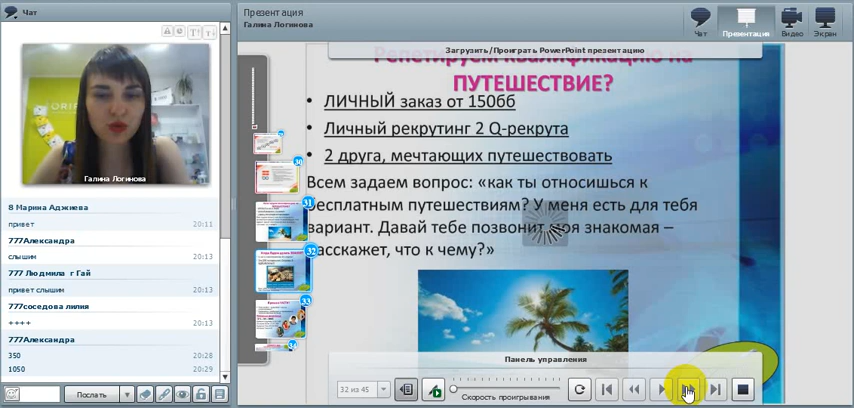 Чат
Галина Логинова
8 Марина Аджиева
привет 20:11
777Александра
слышим 20:13
777 Людмила г Гай
привет слышим 20:13
777соседова лилия
++++ 20:13
777Александра
350 20:28
1050 20:29
Послать
Презентация
Галина Логинова
Чат
Презентация
Видео
Экран
Загрузить/Проиграть PowerPoint презентацию
Репетируем квалификацию на
ПУТЕШЕСТВИЕ?
• ЛИЧНЫЙ заказ от 150бб
• Личный рекрутинг 2 Q-рекрута
• 2 друга, мечтающих путешествовать
Всем задаем вопрос: «как ты относишься к
бесплатным путешествиям? У меня есть для тебя
вариант. Давай тебе позвонит моя знакомая –
расскажет, что к чему?»
30
31
32
33
34
Панель управления
32 из 45
Скорость проигрывания